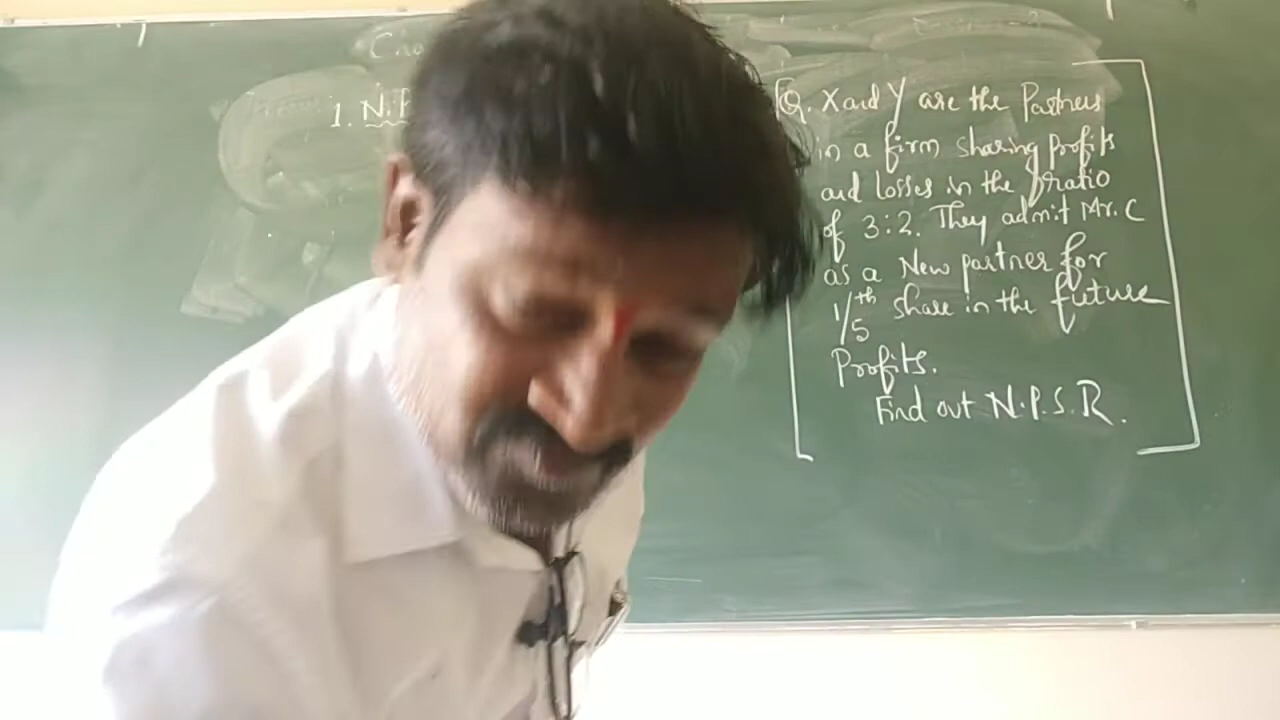 1. N.P
Q. X and Y are the Partners
in a firm sharing profits
and losses in the ratio
of 3:2. They admit Mr. C
as a New partner for
1/5th share in the future
Profits.
Find out N.P.S.R.